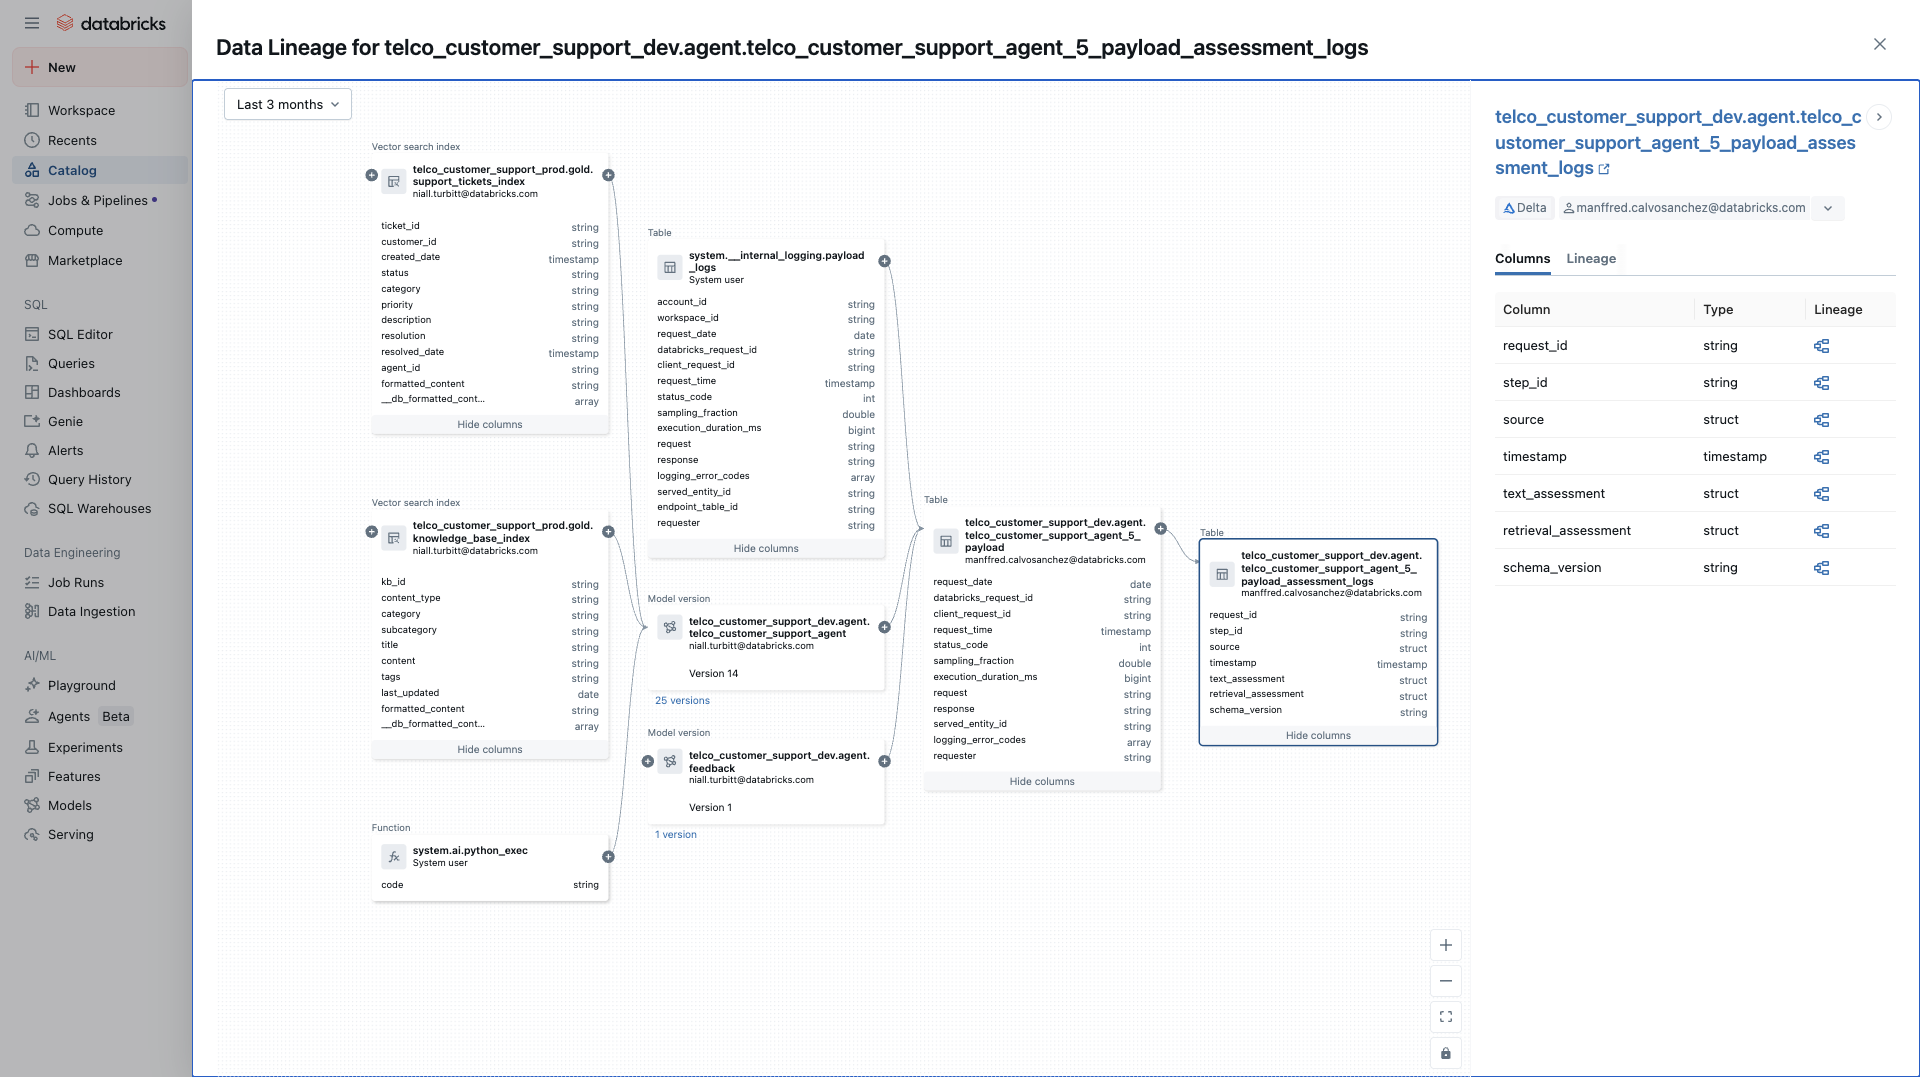 databricks
New
Workspace
Recents
Catalog
Jobs & Pipelines
Compute
Marketplace
SQL
SQL Editor
Queries
Dashboards
Genie
Alerts
Query History
SQL Warehouses
Data Engineering
Job Runs
Data Ingestion
AI/ML
Playground
Agents Beta
Experiments
Features
Models
Serving
Data Lineage for telco_customer_support_dev.agent.telco_customer_support_agent_5_payload_assessment_logs
Last 3 months
Vector search index
telco_customer_support_prod.gold.
support_tickets_index
niall.turbitt@databricks.com
ticket_id string
customer_id string
created_date timestamp
status string
category string
priority string
description string
resolution string
resolved_date timestamp
agent_id string
formatted_content string
__db_formatted_cont... array
Hide columns
Vector search index
telco_customer_support_prod.gold.
knowledge_base_index
niall.turbitt@databricks.com
kb_id string
content_type string
category string
subcategory string
title string
content string
tags string
last_updated date
formatted_content string
__db_formatted_cont... array
Hide columns
Function
system.ai.python_exec
System user
code string
Table
system.__internal_logging.payload
_logs
System user
account_id string
workspace_id string
request_date date
databricks_request_id string
client_request_id string
request_time timestamp
status_code int
sampling_fraction double
execution_duration_ms bigint
request string
response string
logging_error_codes array
served_entity_id string
endpoint_table_id string
requester string
Hide columns
Model version
telco_customer_support_dev.agent.
telco_customer_support_agent
niall.turbitt@databricks.com
Version 14
25 versions
Model version
telco_customer_support_dev.agent.
feedback
niall.turbitt@databricks.com
Version 1
1 version
Table
telco_customer_support_dev.agent.
telco_customer_support_agent_5_
payload
manffred.calvosanchez@databricks.com
request_date date
databricks_request_id string
client_request_id string
request_time timestamp
status_code int
sampling_fraction double
execution_duration_ms bigint
request string
response string
served_entity_id string
logging_error_codes array
requester string
Hide columns
Table
telco_customer_support_dev.agent.
telco_customer_support_agent_5_
payload_assessment_logs
manffred.calvosanchez@databricks.com
request_id string
step_id string
source struct
timestamp timestamp
text_assessment struct
retrieval_assessment struct
schema_version string
Hide columns
telco_customer_support_dev.agent.telco_c
ustomer_support_agent_5_payload_asses
sment_logs
Delta manffred.calvosanchez@databricks.com
Columns Lineage
Column Type Lineage
request_id string
step_id string
source struct
timestamp timestamp
text_assessment struct
retrieval_assessment struct
schema_version string